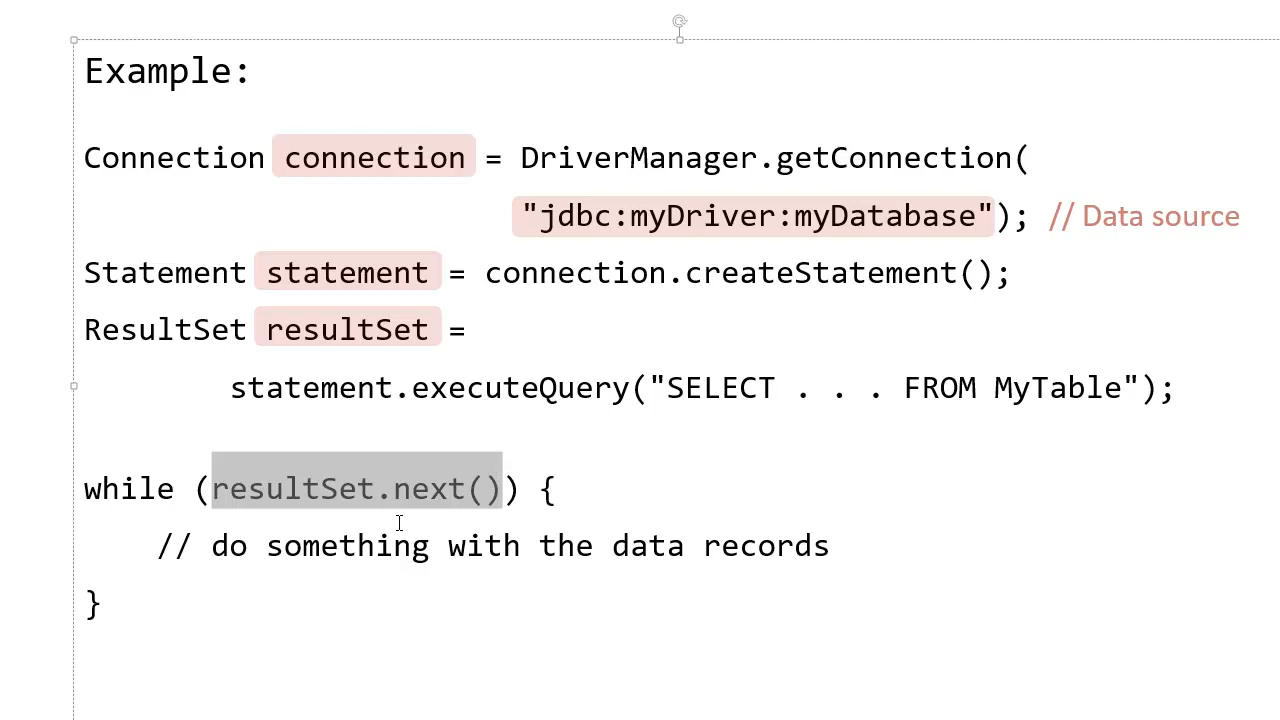 Example:
Connection connection = DriverManager.getConnection(
"jdbc:myDriver:myDatabase"); // Data source
Statement statement = connection.createStatement();
ResultSet resultSet =
statement.executeQuery("SELECT . . . FROM MyTable");
while (resultSet.next()) {
// do something with the data records
}